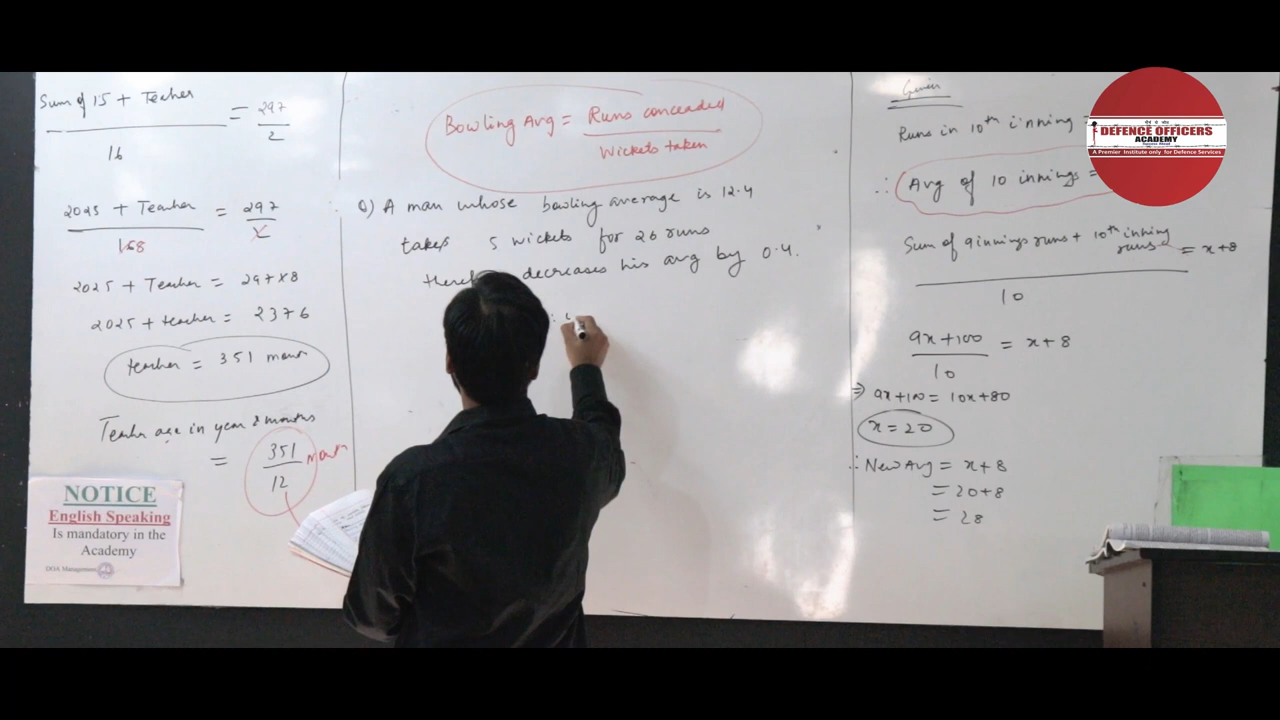 Sum of 15 + Teacher
16
= 297
2
2025 + Teacher
168
= 297
2025 + Teacher = 297 x 8
2025 + teacher = 2376
teacher = 351
age in year & months
= 351
12
NOTICE
English Speaking
Is mandatory in the
Academy
DOA Management
Bowling Avg = Runs conceaded
Wickets taken
Q) A man whose bowling average is 12.4
takes 5 wickets for 26 runs
decreases his avg by 0.4.
Given
Runs in 10th inning =
∴ Avg of 10 innings =
Sum of 9 innings runs + 10th inning
runs
= x+8
10
9x+100 = x+8
10
⇒ 9x+100 = 10x+80
x = 20
∴ New Avg = x+8
= 20+8
= 28
DEFENCE OFFICERS
ACADEMY
A Premier Institute only for Defence Services